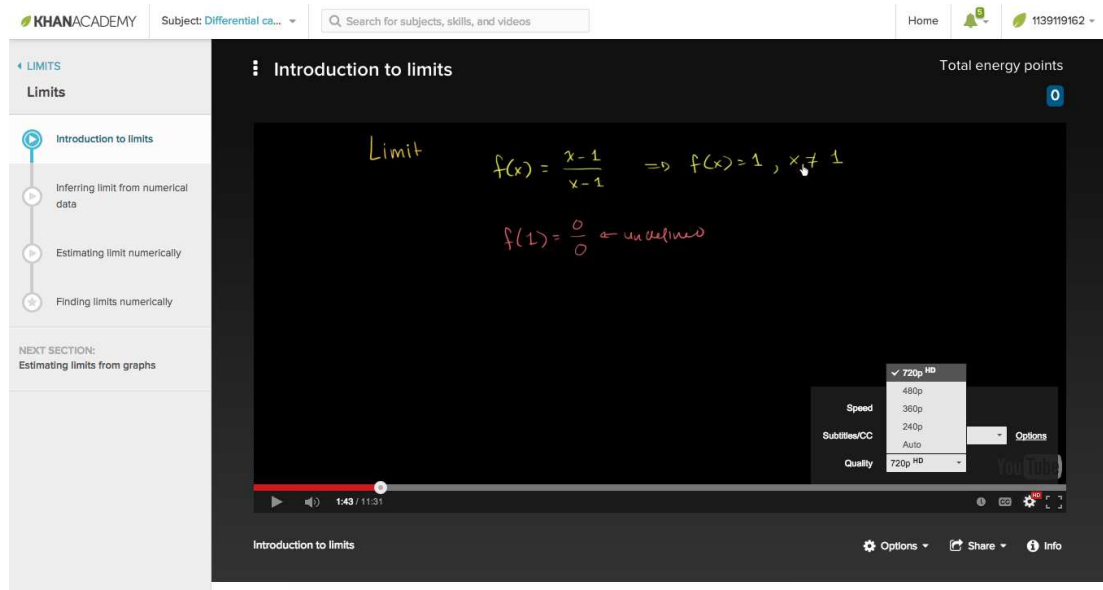 KHANACADEMY
Subject: Differential ca...
Search for subjects, skills, and videos
Home
5
1139119162
LIMITS
Limits
Introduction to limits
Inferring limit from numerical
data
Estimating limit numerically
Finding limits numerically
NEXT SECTION:
Estimating limits from graphs
Introduction to limits
Total energy points
0
Limit
f(x) = x-1 / x-1 => f(x) = 1, x ≠ 1
f(1) = 0/0 ← undefined
✓ 720p HD
480p
360p
240p
Auto
Speed
Subtitles/CC
Options
Quality 720p HD
YouTube
1:43 / 11:31
CC
HD
Introduction to limits
Options
Share
Info